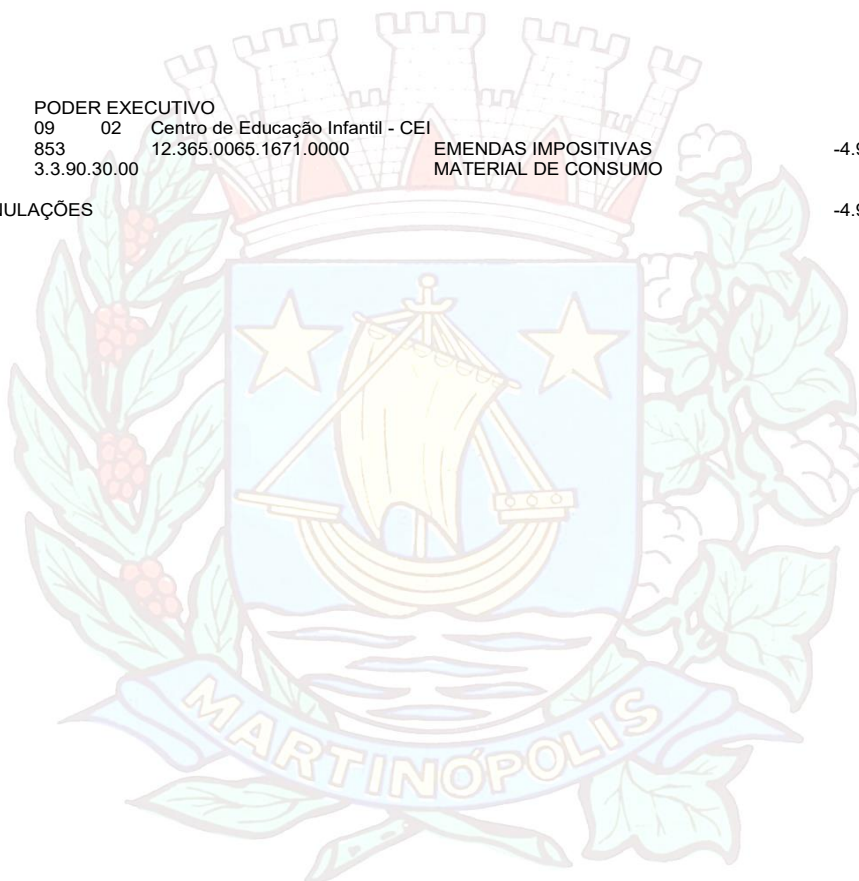 PODER EXECUTIVO
09 02 Centro de Educação Infantil - CEI
853 12.365.0065.1671.0000 EMENDAS IMPOSITIVAS
3.3.90.30.00 MATERIAL DE CONSUMO
MARTINÓPOLIS